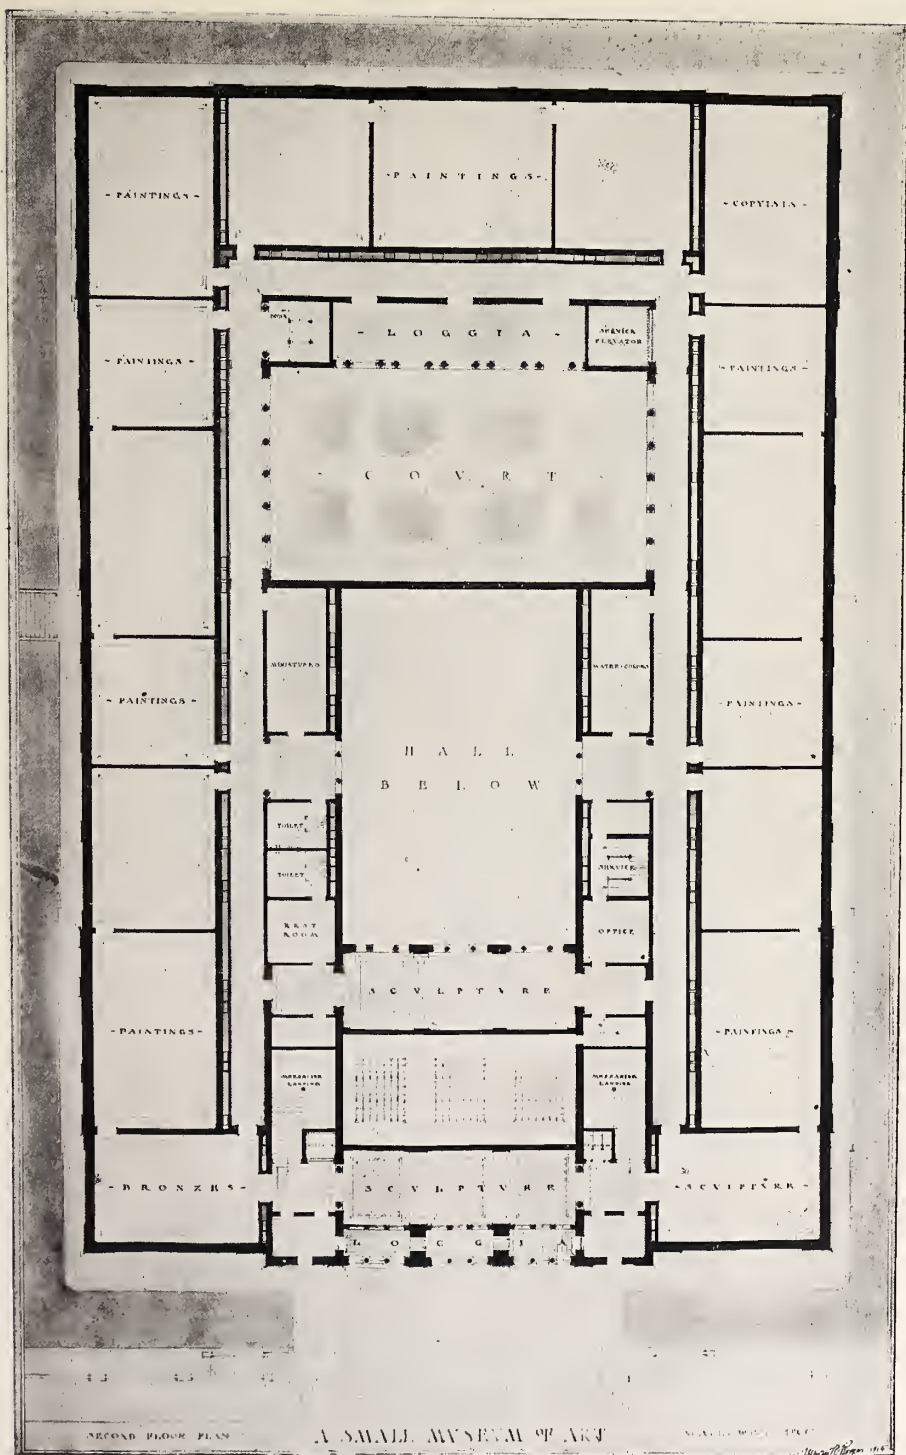 - PAINTINGS -
- PAINTINGS -
- COPYISTS -
- LOGGIA -
SERVICE
ELEVATOR
- PAINTINGS -
- PAINTINGS -
- COVRT -
MINIATVRES
WATER-COLORS
- PAINTINGS -
- PAINTINGS -
HALL
BELOW
TOILET
TOILET
SERVICE
REST
ROOM
OFFICE
SCVLPTVRE
- PAINTINGS -
- PAINTINGS -
MEZZANINE
LANDING
MEZZANINE
LANDING
- BRONZES -
SCVLPTVRE
- SCVLPTVRE -
LOGGIA
SECOND FLOOR PLAN
A SMALL MVSEVM OF ART